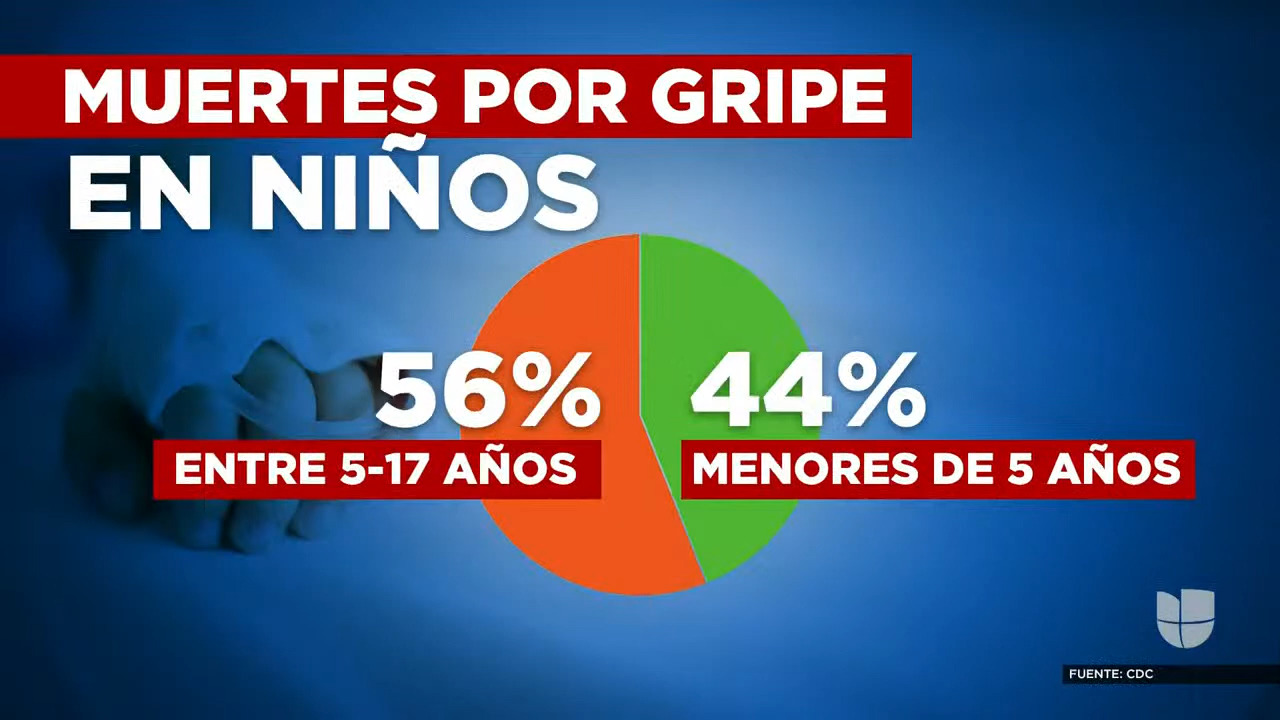 MUERTES POR GRIPE
EN NIÑOS
56%
ENTRE 5-17 AÑOS
44%
MENORES DE 5 AÑOS
FUENTE: CDC